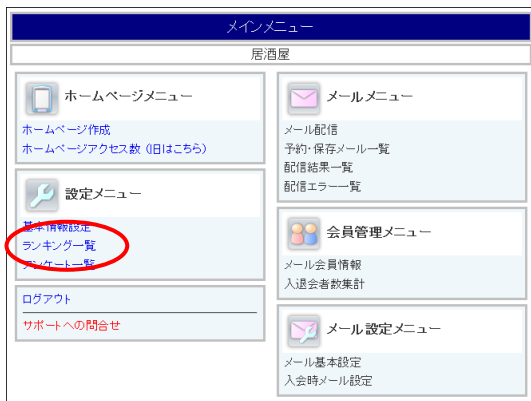 メインメニュー
居酒屋
ホームページメニュー
ホームページ作成
ホームページアクセス数 (旧はこちら)
設定メニュー
基本情報設定
ランキング一覧
アンケート一覧
ログアウト
サポートへの問合せ
メールメニュー
メール配信
予約・保存メール一覧
配信結果一覧
配信エラー一覧
会員管理メニュー
メール会員情報
入退会者数集計
メール設定メニュー
メール基本設定
入会時メール設定